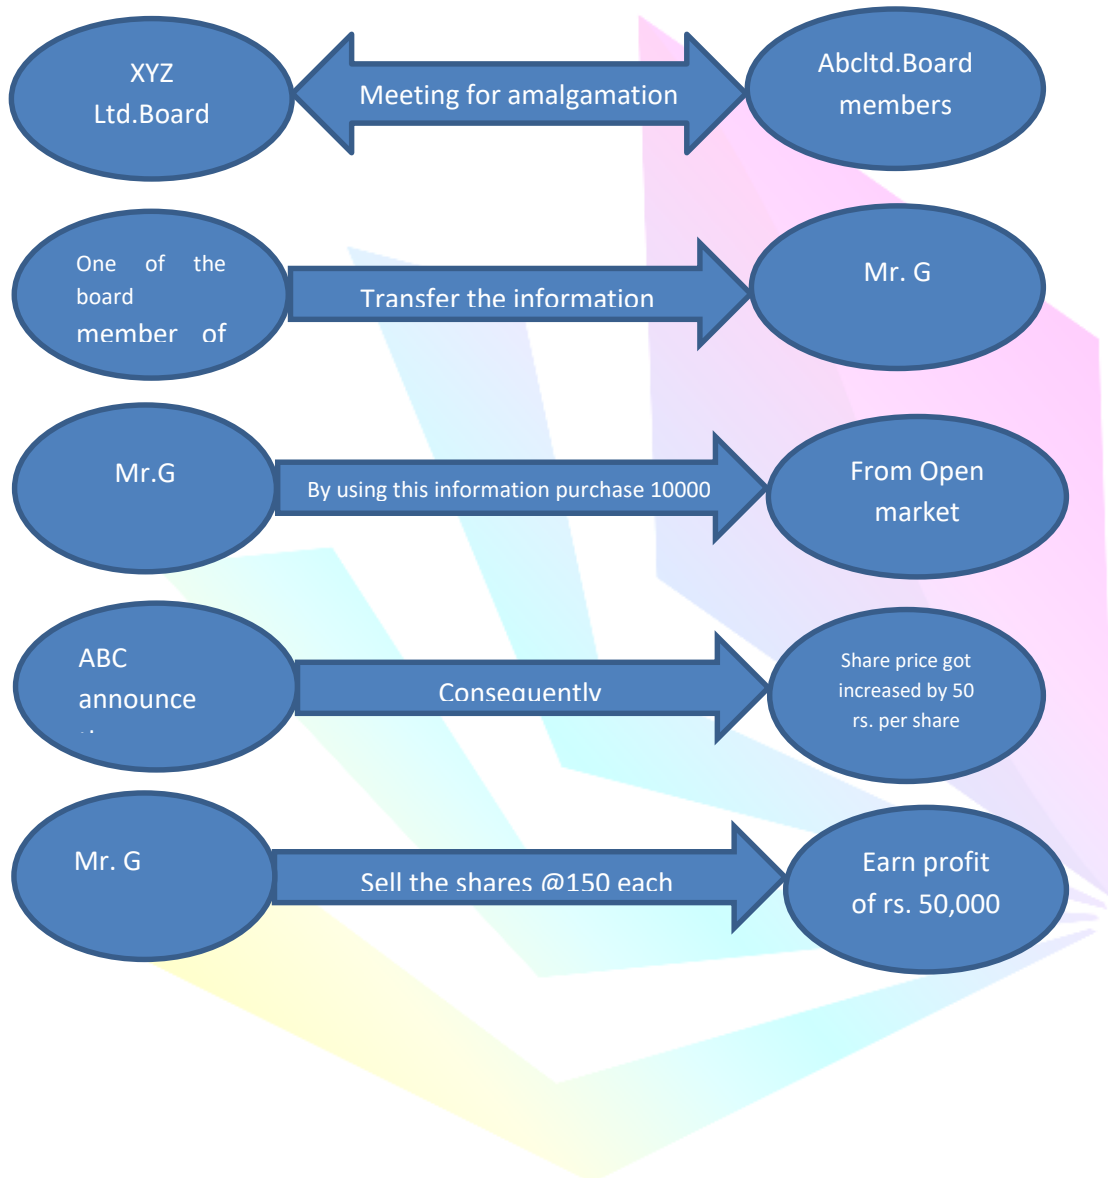 XYZ
Ltd.Board
Meeting for amalgamation
Abcltd.Board
members
One of the
board
member of
Transfer the information
Mr. G
Mr.G
By using this information purchase 10000
From Open
market
ABC
announce
Consequently
Share price got
increased by 50
rs. per share
Mr. G
Sell the shares @150 each
Earn profit
of rs. 50,000